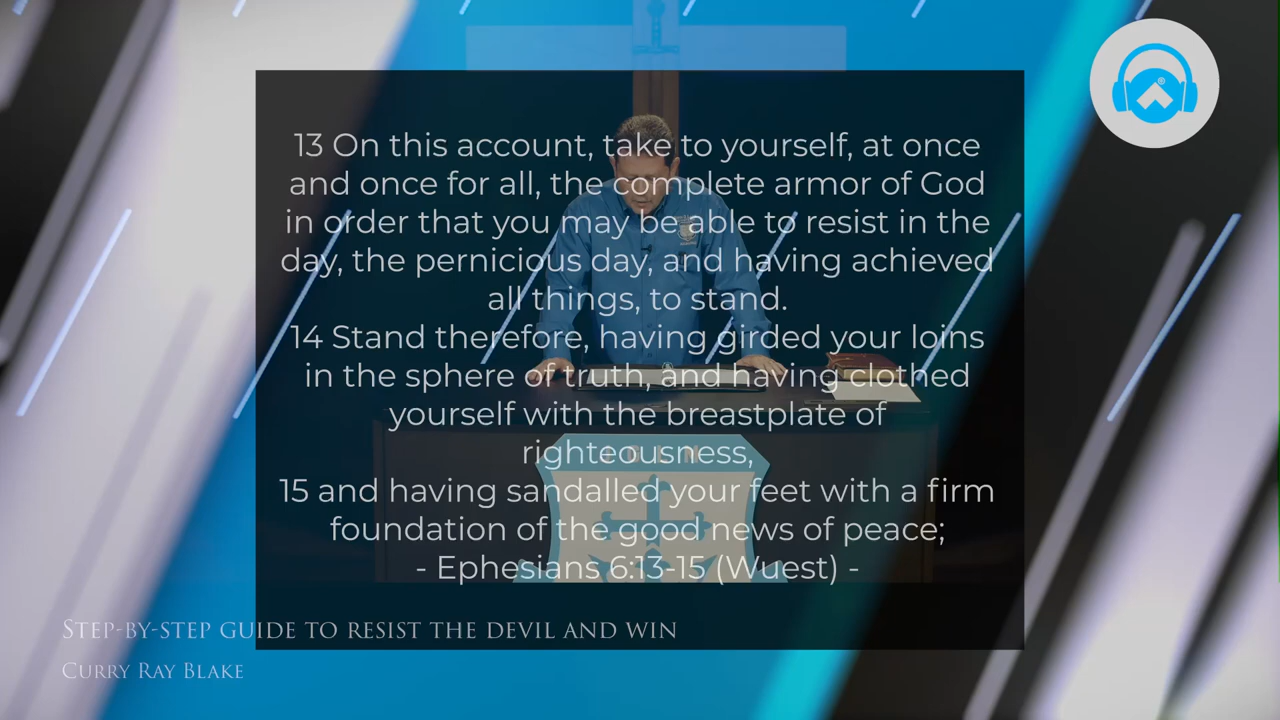 13 On this account, take to yourself, at once
and once for all, the complete armor of God
in order that you may be able to resist in the
day, the pernicious day, and having achieved
all things, to stand.
14 Stand therefore, having girded your loins
in the sphere of truth, and having clothed
yourself with the breastplate of
righteousness,
15 and having sandalled your feet with a firm
foundation of the good news of peace;
- Ephesians 6:13-15 (Wuest) -
STEP-BY-STEP GUIDE TO RESIST THE DEVIL AND WIN
CURRY RAY BLAKE